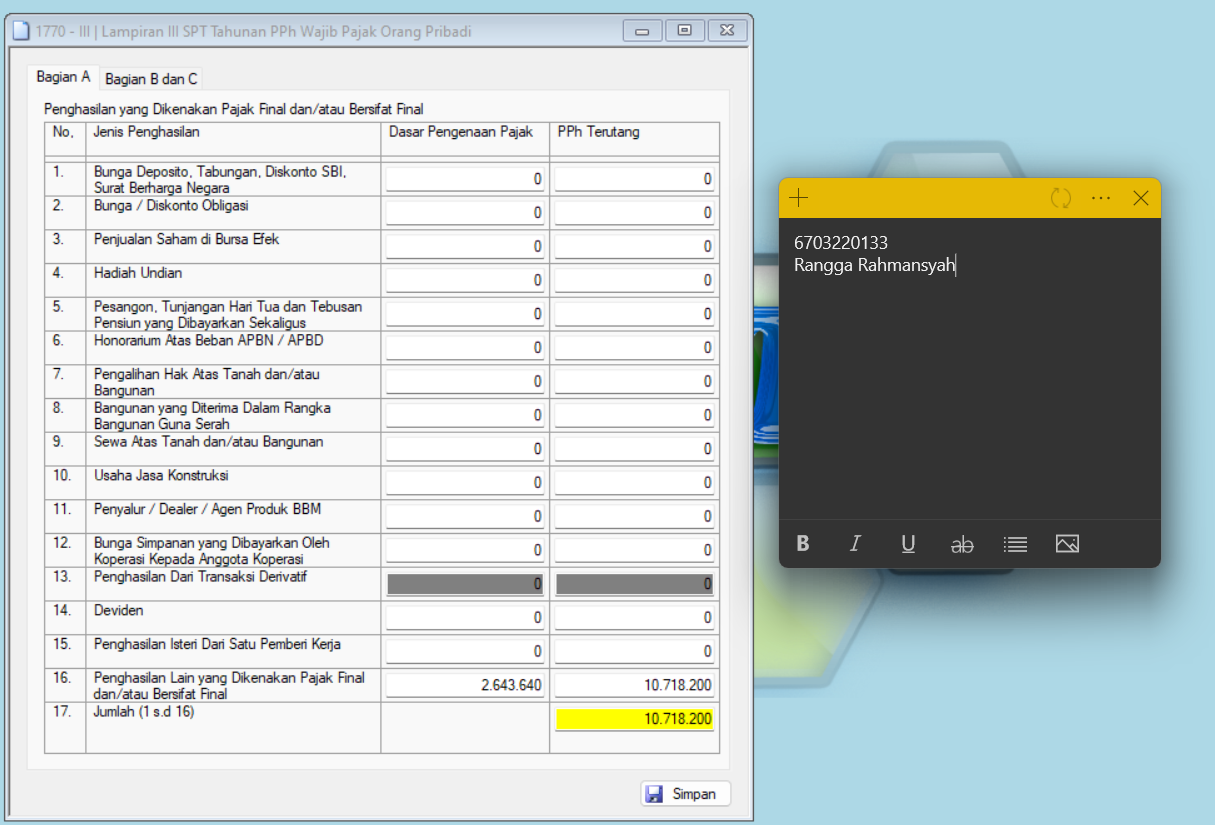 1770 - III | Lampiran III SPT Tahunan PPh Wajib Pajak Orang Pribadi
Bagian A
Bagian B dan C
Penghasilan yang Dikenakan Pajak Final dan/atau Bersifat Final
No. Jenis Penghasilan Dasar Pengenaan Pajak PPh Terutang
1. Bunga Deposito, Tabungan, Diskonto SBI, 0 0
Surat Berharga Negara
2. Bunga / Diskonto Obligasi 0 0
3. Penjualan Saham di Bursa Efek 0 0
4. Hadiah Undian 0 0
5. Pesangon, Tunjangan Hari Tua dan Tebusan 0 0
Pensiun yang Dibayarkan Sekaligus
6. Honorarium Atas Beban APBN / APBD 0 0
7. Pengalihan Hak Atas Tanah dan/atau 0 0
Bangunan
8. Bangunan yang Diterima Dalam Rangka 0 0
Bangunan Guna Serah
9. Sewa Atas Tanah dan/atau Bangunan 0 0
10. Usaha Jasa Konstruksi 0 0
11. Penyalur / Dealer / Agen Produk BBM 0 0
12. Bunga Simpanan yang Dibayarkan Oleh 0 0
Koperasi Kepada Anggota Koperasi
13. Penghasilan Dari Transaksi Derivatif 0 0
14. Deviden 0 0
15. Penghasilan Isteri Dari Satu Pemberi Kerja 0 0
16. Penghasilan Lain yang Dikenakan Pajak Final 2.643.640 10.718.200
dan/atau Bersifat Final
17. Jumlah (1 s.d 16) 10.718.200
Simpan
6703220133
Rangga Rahmansyah
B I U ab